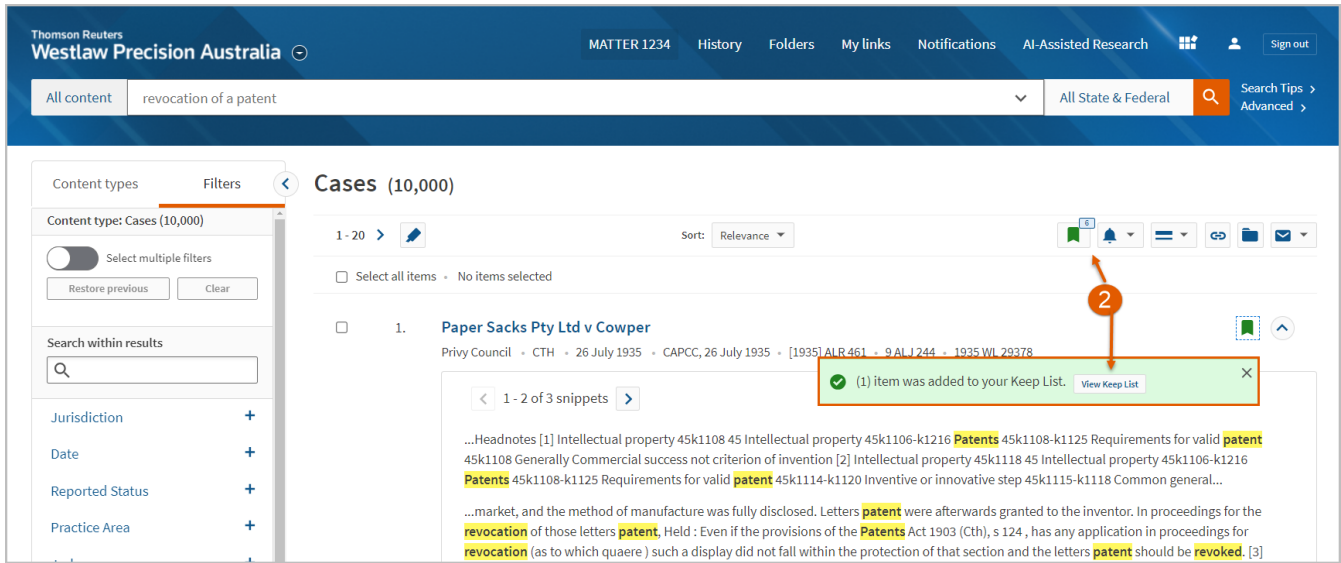 Thomson Reuters
Westlaw Precision Australia
MATTER 1234 History Folders My links Notifications AI-Assisted Research Sign out
All content revocation of a patent All State & Federal Search Tips
Advanced
Content types Filters
Cases (10,000)
Content type: Cases (10,000)
1 - 20 Sort: Relevance 6
Select multiple filters
Select all items • No items selected
Restore previous Clear
2
1. Paper Sacks Pty Ltd v Cowper
Search within results
Privy Council • CTH • 26 July 1935 • CAPCC, 26 July 1935 • [1935] ALR 461 • 9 ALJ 244 • 1935 WL 29378
(1) item was added to your Keep List. View Keep List
1 - 2 of 3 snippets
Jurisdiction
Date
Reported Status
Practice Area
...Headnotes [1] Intellectual property 45k1108 45 Intellectual property 45k1106-k1216 Patents 45k1108-k1125 Requirements for valid patent
45k1108 Generally Commercial success not criterion of invention [2] Intellectual property 45k1118 45 Intellectual property 45k1106-k1216
Patents 45k1108-k1125 Requirements for valid patent 45k1114-k1120 Inventive or innovative step 45k1115-k1118 Common general...
...market, and the method of manufacture was fully disclosed. Letters patent were afterwards granted to the inventor. In proceedings for the
revocation of those letters patent, Held : Even if the provisions of the Patents Act 1903 (Cth), s 124 , has any application in proceedings for
revocation (as to which quaere ) such a display did not fall within the protection of that section and the letters patent should be revoked. [3]